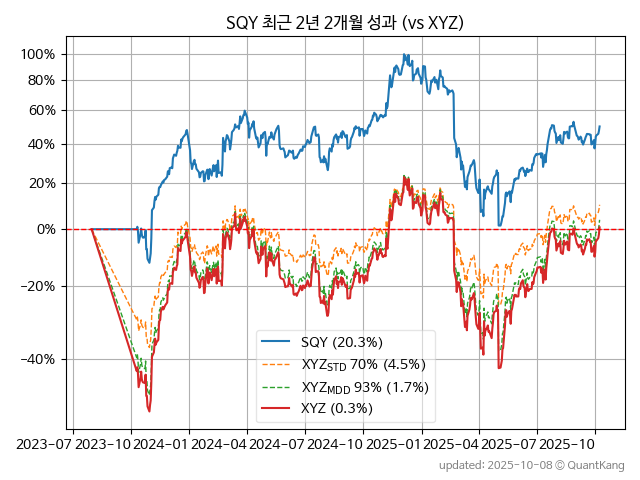 SQY 최근 2년 2개월 성과 (vs XYZ)
100%
80%
60%
40%
20%
0%
−20%
−40%
SQY (20.3%)
XYZSTD 70% (4.5%)
XYZMDD 93% (1.7%)
XYZ (0.3%)
2023-07 2023-10 2024-01 2024-04 2024-07 2024-10 2025-01 2025-04 2025-07 2025-10
updated: 2025-10-08 © QuantKang